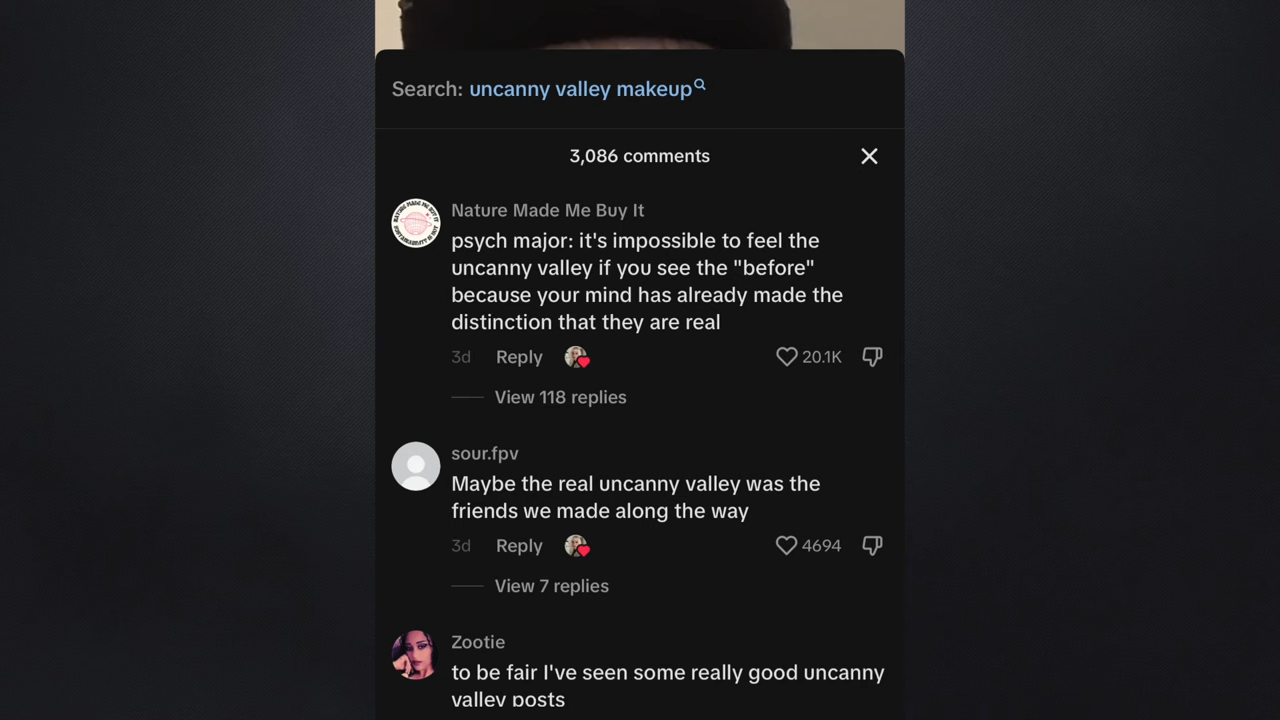 Search: uncanny valley makeup
3,086 comments
Nature Made Me Buy It
psych major: it's impossible to feel the
uncanny valley if you see the "before"
because your mind has already made the
distinction that they are real
3d Reply 20.1K
View 118 replies
sour.fpv
Maybe the real uncanny valley was the
friends we made along the way
3d Reply 4694
View 7 replies
Zootie
to be fair I've seen some really good uncanny
valley posts